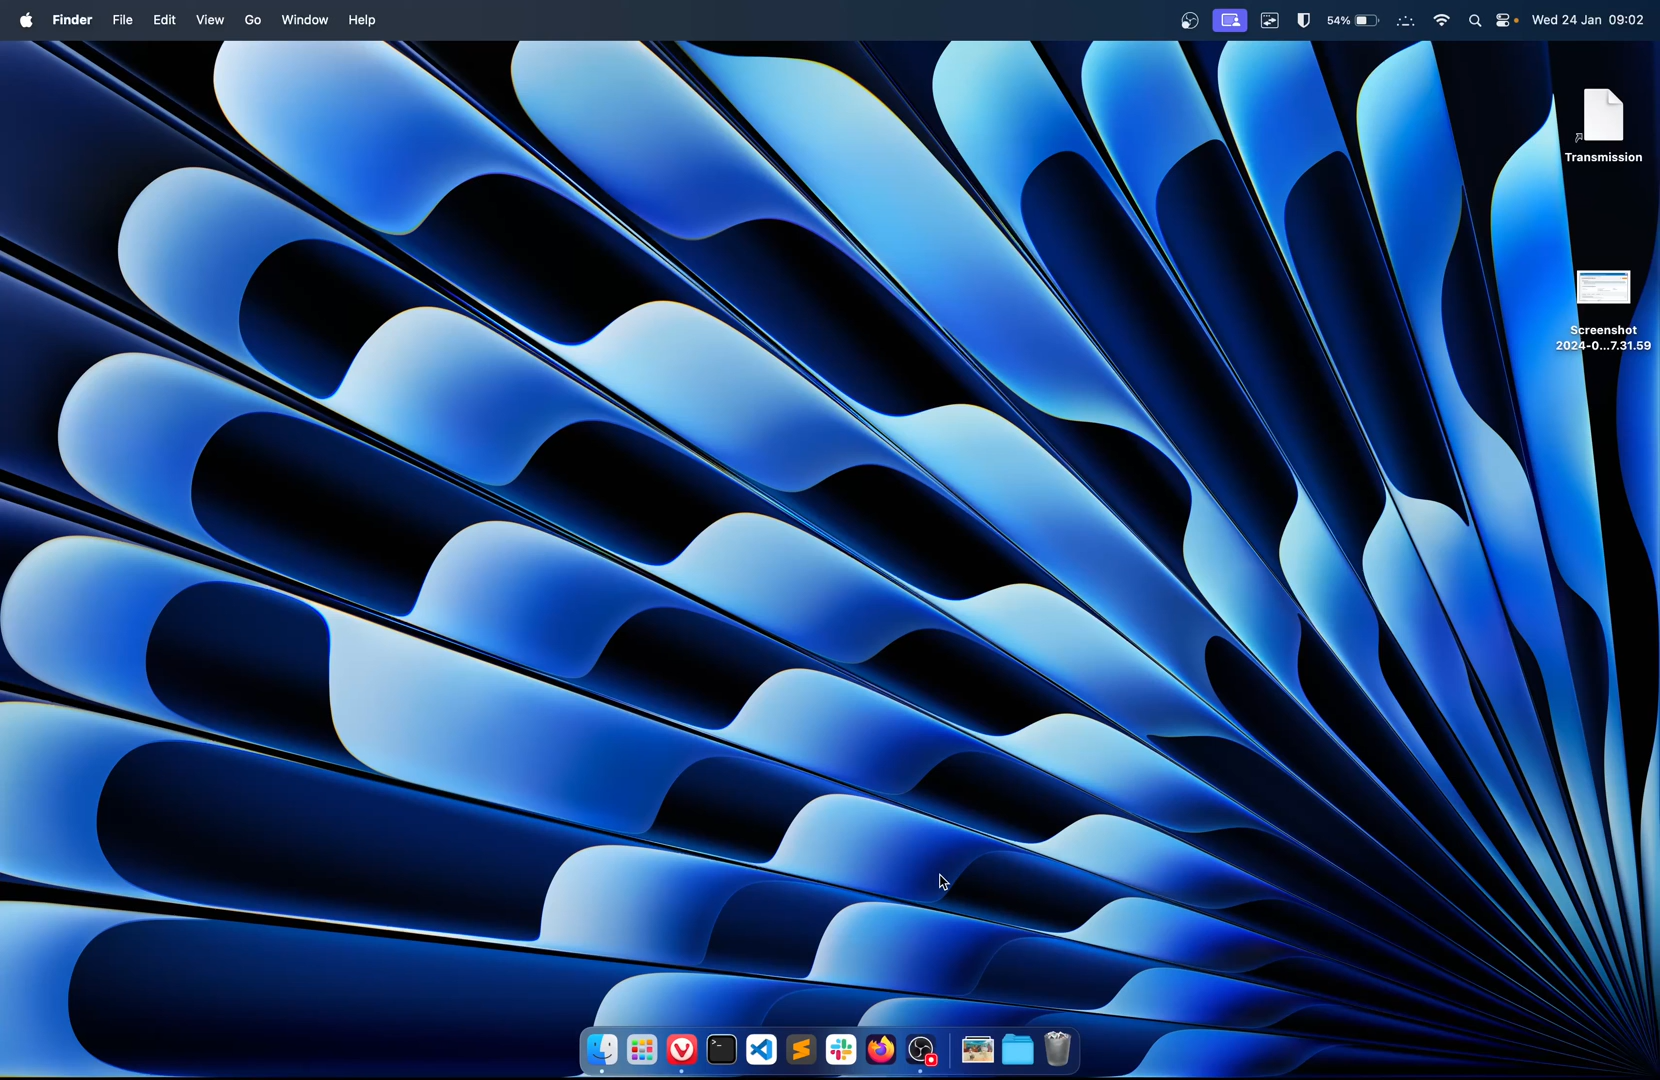 Finder File Edit View Go Window Help 54% Wed 24 Jan 09:02
Transmission
Screenshot
2024-0...7.31.59